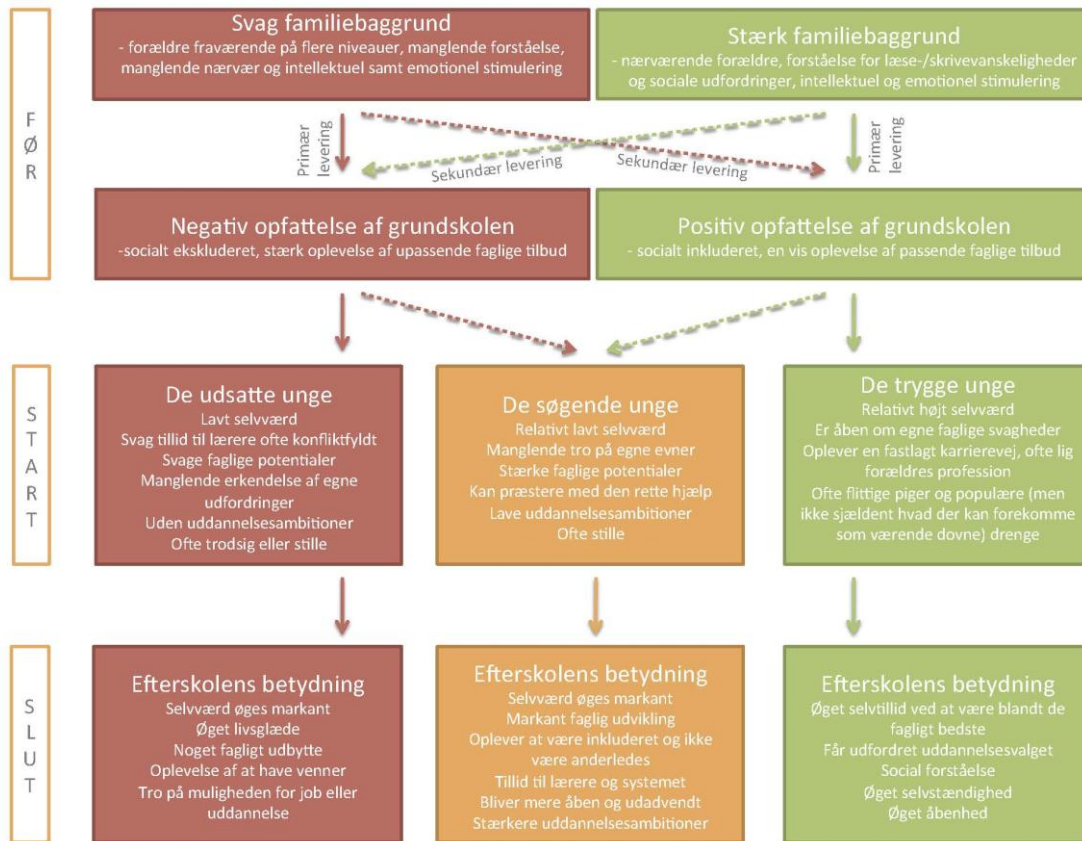 FØR
Svag familiebaggrund
- forældre fraværende på flere niveauer, manglende forståelse,
manglende nærvær og intellektuel samt emotionel stimulering
Stærk familiebaggrund
- nærværende forældre, forståelse for læse-/skrivevanskeligheder
og sociale udfordringer, intellektuel og emotionel stimulering
Primær
levering
Sekundær levering
Sekundær levering
Primær
levering
Negativ opfattelse af grundskolen
-socialt ekskluderet, stærk oplevelse af upassende faglige tilbud
Positiv opfattelse af grundskolen
- socialt inkluderet, en vis oplevelse af passende faglige tilbud
START
De udsatte unge
Lavt selvværd
Svag tillid til lærere ofte konfliktfyldt
Svage faglige potentialer
Manglende erkendelse af egne
udfordringer
Uden uddannelsesambitioner
Ofte trodsig eller stille
De søgende unge
Relativt lavt selvværd
Manglende tro på egne evner
Stærke faglige potentialer
Kan præstere med den rette hjælp
Lave uddannelsesambitioner
Ofte stille
De trygge unge
Relativt højt selvværd
Er åben om egne faglige svagheder
Oplever en fastlagt karrierevej, ofte lig
forældres profession
Ofte flittige piger og populære (men
ikke sjældent hvad der kan forekomme
som værende dovne) drenge
SLUT
Efterskolens betydning
Selvværd øges markant
Øget livsglæde
Noget fagligt udbytte
Oplevelse af at have venner
Tro på muligheden for job eller
uddannelse
Efterskolens betydning
Selvværd øges markant
Markant faglig udvikling
Oplever at være inkluderet og ikke
være anderledes
Tillid til lærere og systemet
Bliver mere åben og udadvendt
Stærkere uddannelsesambitioner
Efterskolens betydning
Øget selvtillid ved at være blandt de
fagligt bedste
Får udfordret uddannelsesvalget
Social forståelse
Øget selvstændighed
Øget åbenhed